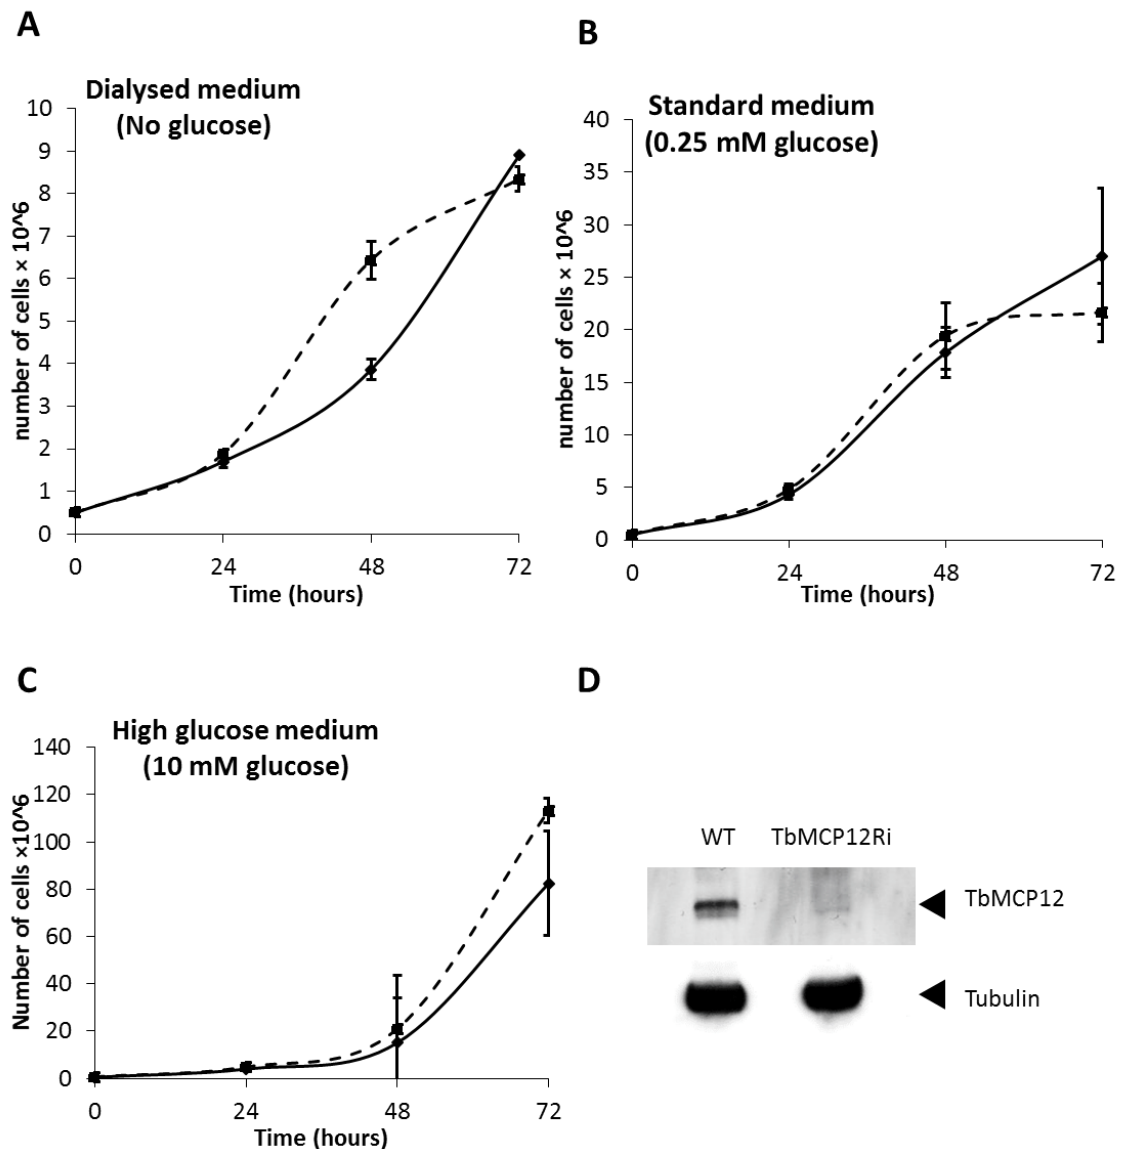 A
Dialysed medium
(No glucose)
number of cells × 10^6
10
9
8
7
6
5
4
3
2
1
0
0 24 48 72
Time (hours)
B
Standard medium
(0.25 mM glucose)
number of cells × 10^6
40
35
30
25
20
15
10
5
0
0 24 48 72
Time (hours)
C
High glucose medium
(10 mM glucose)
Number of cells ×10^6
140
120
100
80
60
40
20
0
0 24 48 72
Time (hours)
D
WT TbMCP12Ri
TbMCP12
Tubulin